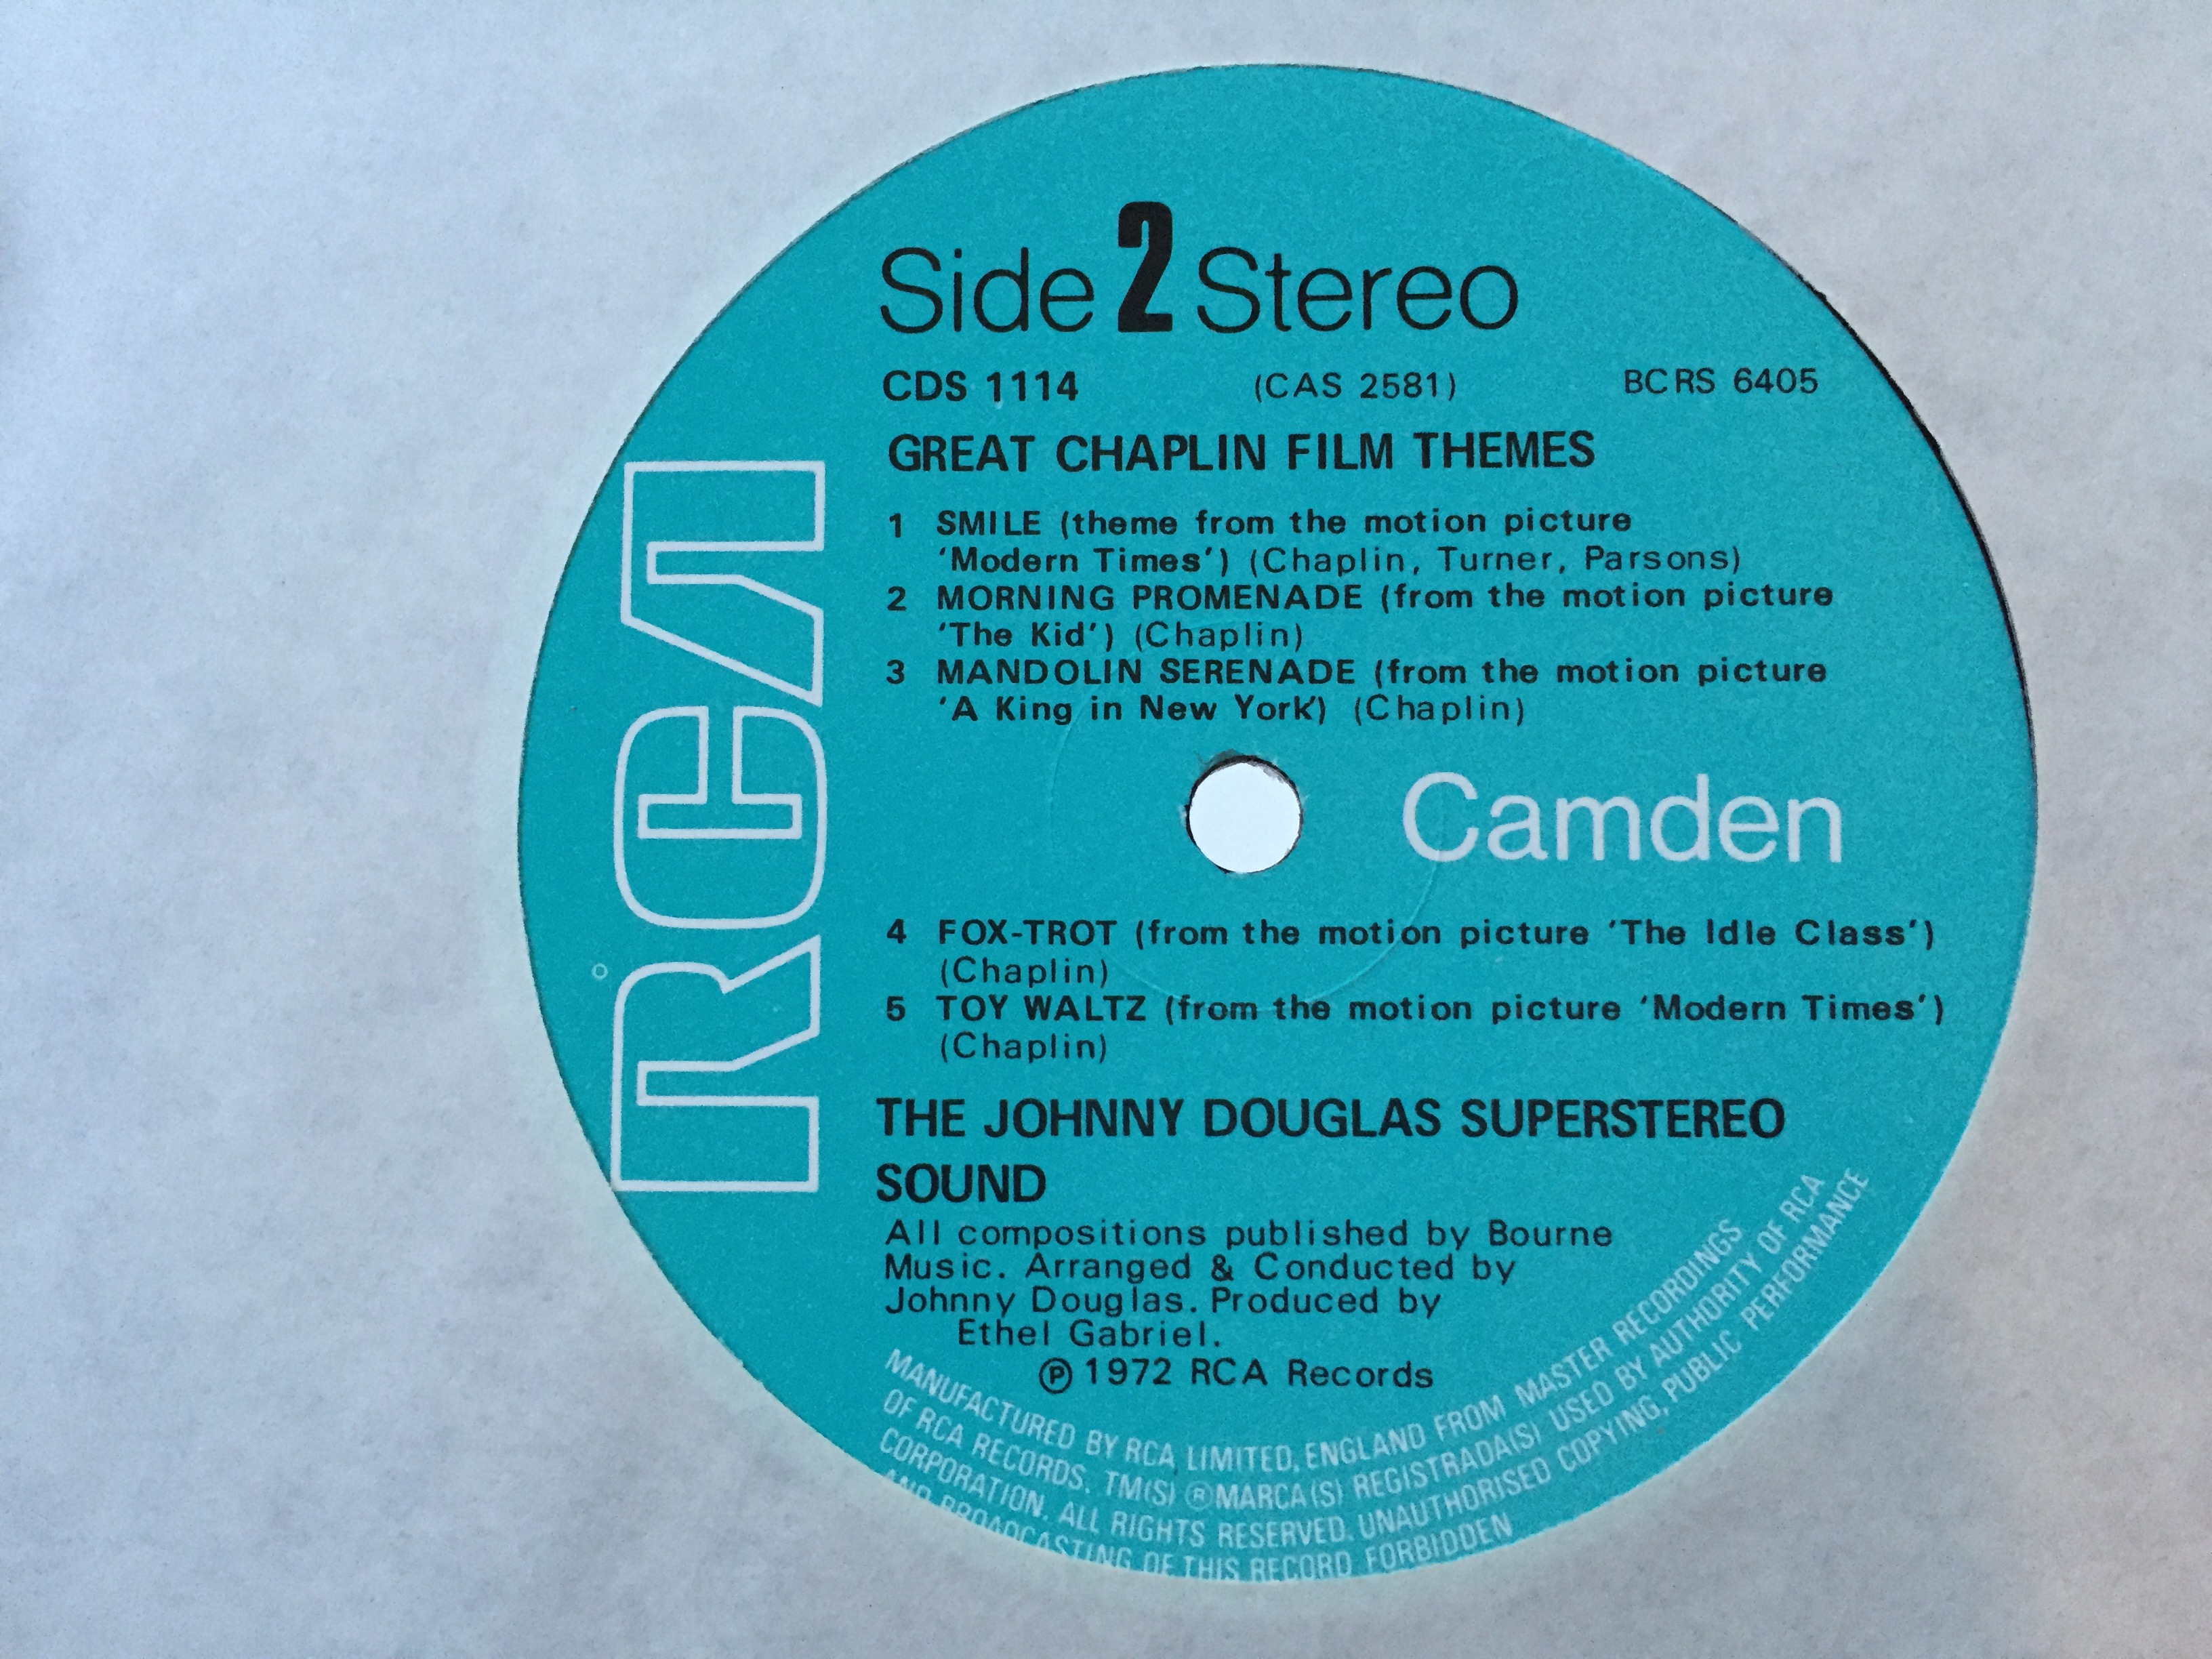 Side 2 Stereo
CDS 1114 (CAS 2581) BCRS 6405
GREAT CHAPLIN FILM THEMES
1 SMILE (theme from the motion picture
'Modern Times') (Chaplin, Turner, Parsons)
2 MORNING PROMENADE (from the motion picture
'The Kid') (Chaplin)
3 MANDOLIN SERENADE (from the motion picture
'A King in New York') (Chaplin)
RCA
Camden
4 FOX-TROT (from the motion picture 'The Idle Class')
(Chaplin)
5 TOY WALTZ (from the motion picture 'Modern Times')
(Chaplin)
THE JOHNNY DOUGLAS SUPERSTEREO
SOUND
All compositions published by Bourne
Music. Arranged & Conducted by
Johnny Douglas. Produced by
Ethel Gabriel.
Ⓟ 1972 RCA Records
MANUFACTURED BY RCA LIMITED, ENGLAND FROM MASTER RECORDINGS
OF RCA RECORDS. TM(S) ® MARCA(S) REGISTRADA(S) USED BY AUTHORITY OF RCA
CORPORATION. ALL RIGHTS RESERVED. UNAUTHORISED COPYING, PUBLIC PERFORMANCE
AND BROADCASTING OF THIS RECORD FORBIDDEN